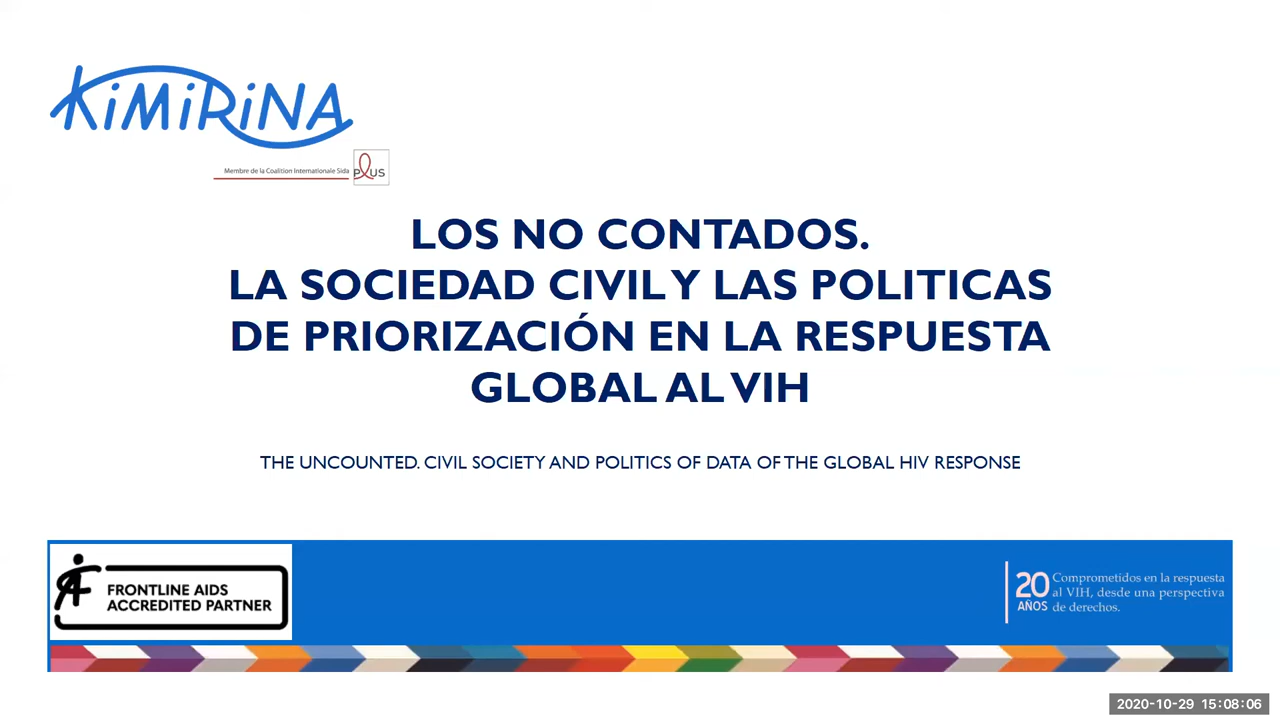 KiMiRiNA
Membre de la Coalition Internationale Sida
PLUS
LOS NO CONTADOS.
LA SOCIEDAD CIVIL Y LAS POLITICAS
DE PRIORIZACIÓN EN LA RESPUESTA
GLOBAL AL VIH
THE UNCOUNTED. CIVIL SOCIETY AND POLITICS OF DATA OF THE GLOBAL HIV RESPONSE
FRONTLINE AIDS
ACCREDITED PARTNER
20 AÑOS
Comprometidos en la respuesta
al VIH, desde una perspectiva
de derechos.
2020-10-29 15:08:06